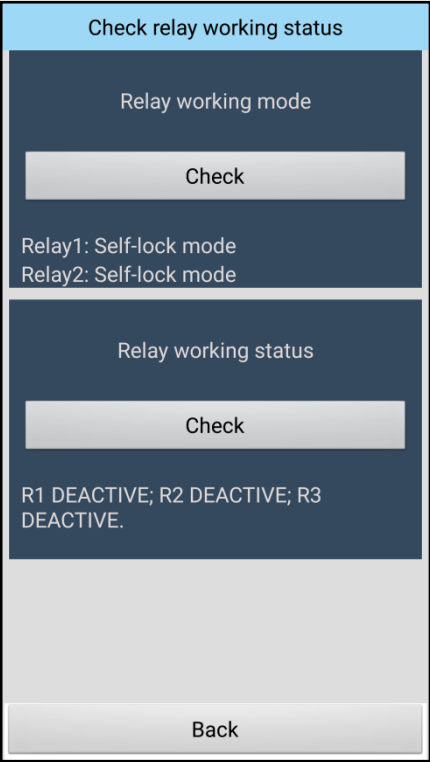 Check relay working status
Relay working mode
Check
Relay1: Self-lock mode
Relay2: Self-lock mode
Relay working status
Check
R1 DEACTIVE; R2 DEACTIVE; R3
DEACTIVE.
Back